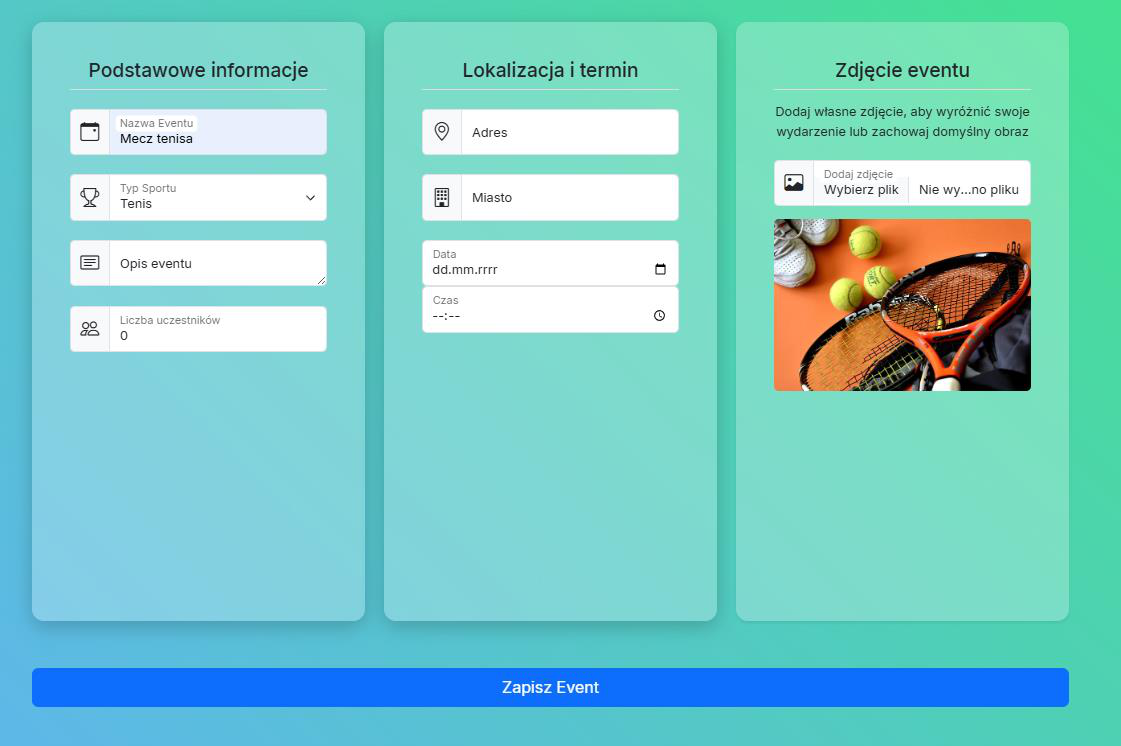 Podstawowe informacje
Nazwa Eventu
Mecz tenisa
Typ Sportu
Tenis
Opis eventu
Liczba uczestników
0
Lokalizacja i termin
Adres
Miasto
Data
dd.mm.rrrr
Czas
--:--
Zdjęcie eventu
Dodaj własne zdjęcie, aby wyróżnić swoje
wydarzenie lub zachowaj domyślny obraz
Dodaj zdjęcie
Wybierz plik Nie wy...no pliku
Zapisz Event